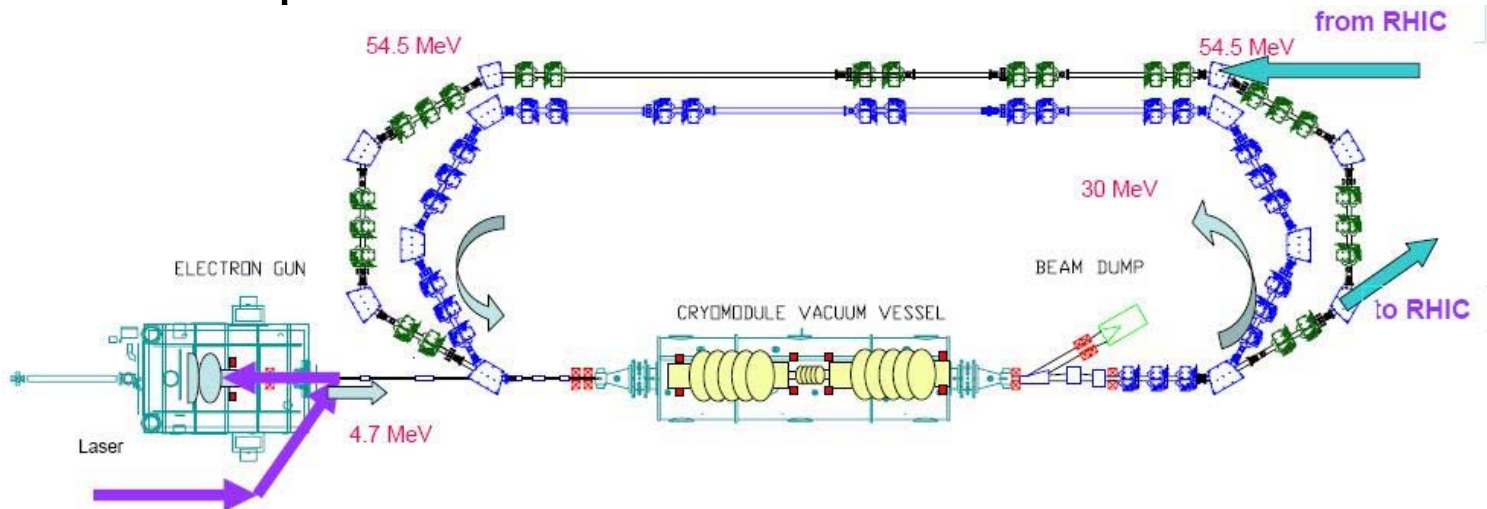 from RHIC
54.5 MeV
54.5 MeV
30 MeV
ELECTRON GUN
BEAM DUMP
CRYOMODULE VACUUM VESSEL
to RHIC
4.7 MeV
Laser